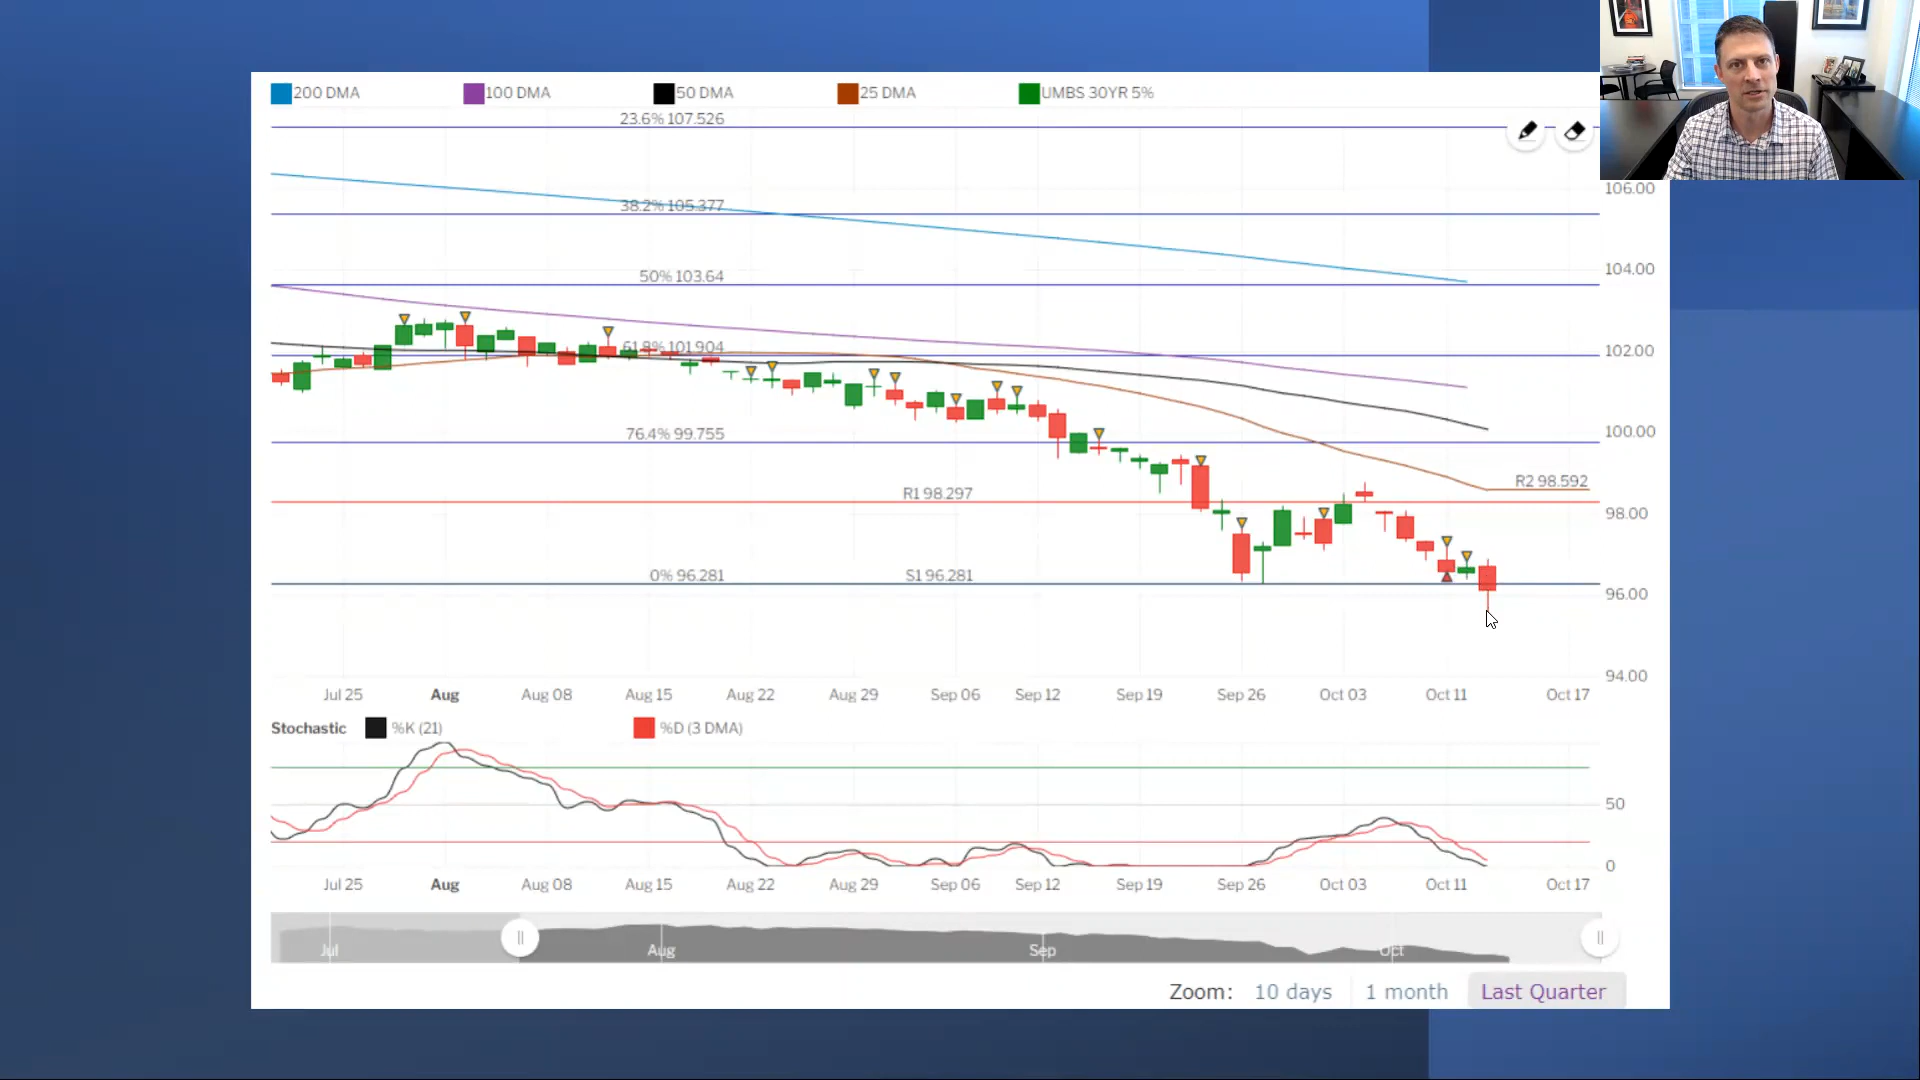 200 DMA 100 DMA 50 DMA 25 DMA UMBS 30YR 5%
23.6% 107.526
106.00
38.2% 105.377
104.00
50% 103.64
102.00
61.8% 101.904
100.00
76.4% 99.755
R2 98.592
R1 98.297
98.00
0% 96.281 S1 96.281
96.00
94.00
Jul 25 Aug Aug 08 Aug 15 Aug 22 Aug 29 Sep 06 Sep 12 Sep 19 Sep 26 Oct 03 Oct 11 Oct 17
Stochastic %K (21) %D (3 DMA)
50
0
Jul 25 Aug Aug 08 Aug 15 Aug 22 Aug 29 Sep 06 Sep 12 Sep 19 Sep 26 Oct 03 Oct 11 Oct 17
Jul Aug Sep Oct
Zoom: 10 days 1 month Last Quarter